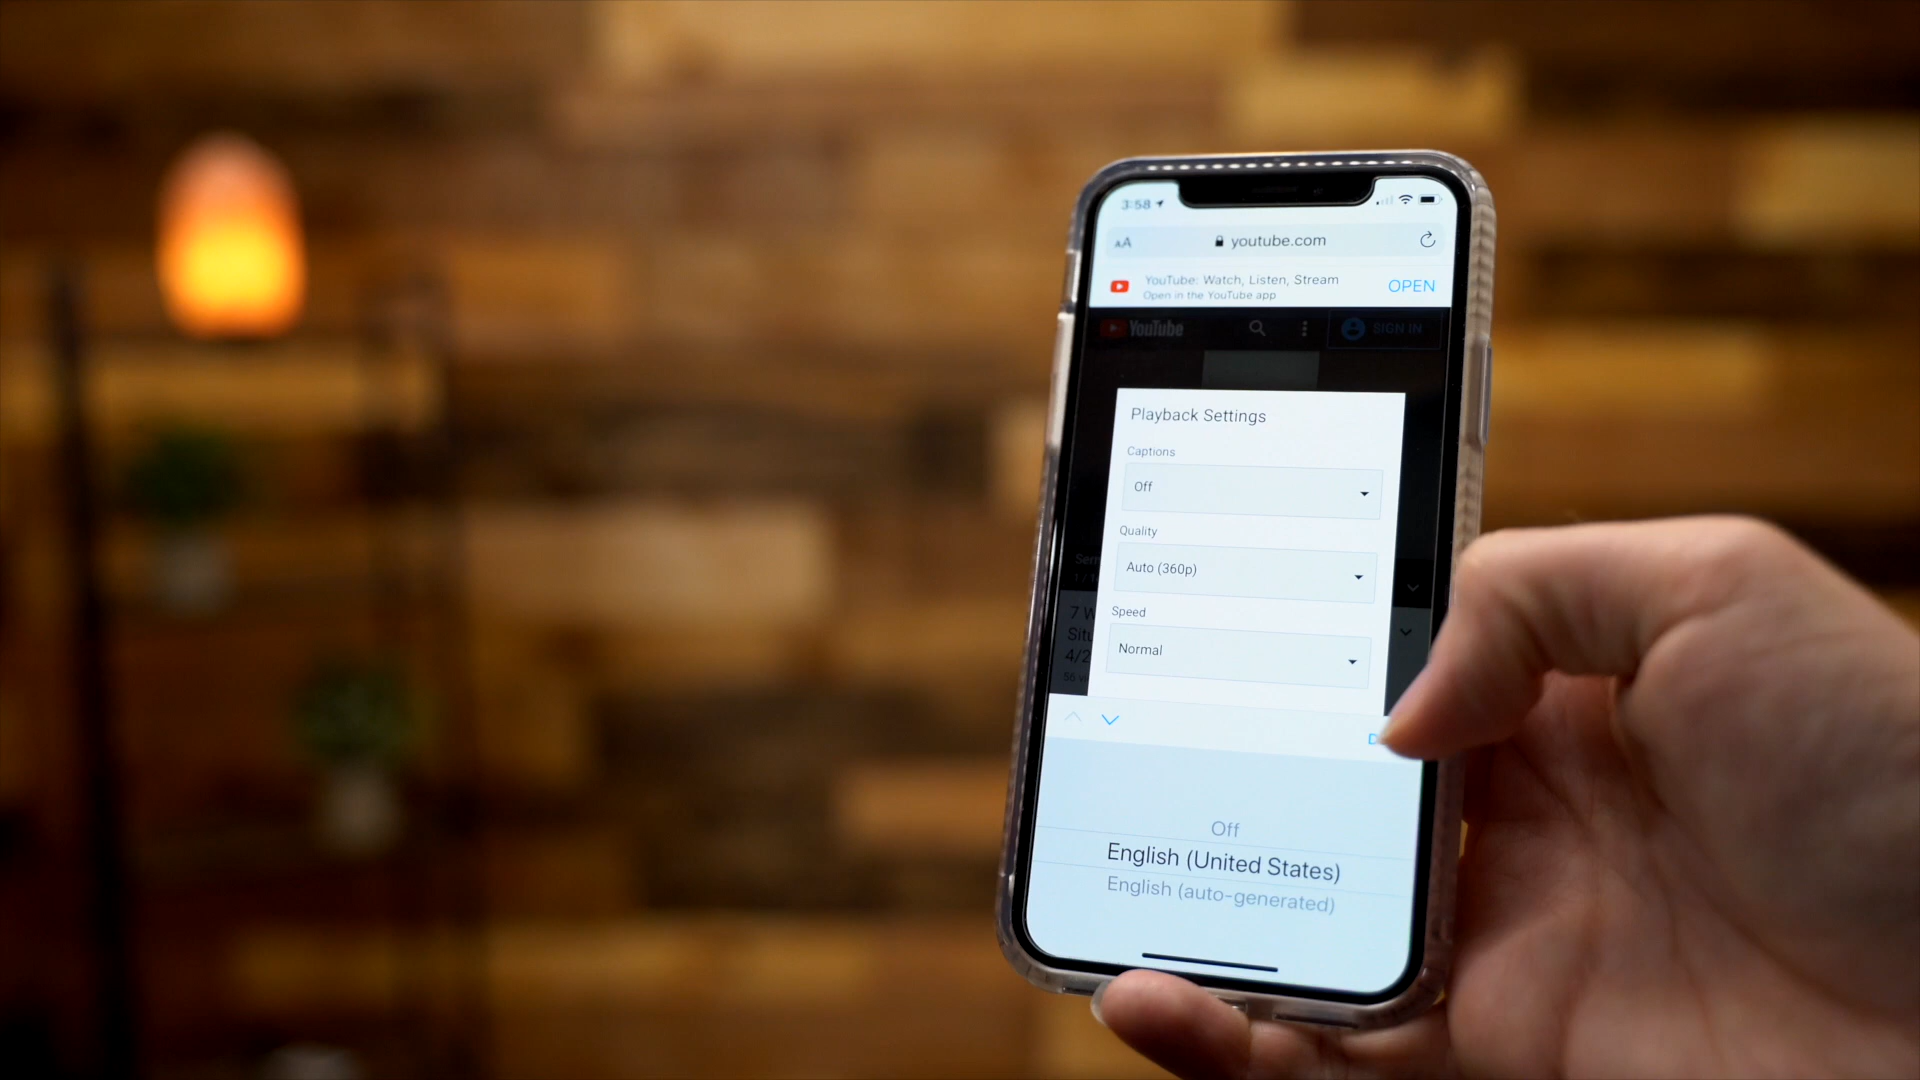 3:58
AA youtube.com
YouTube: Watch, Listen, Stream
Open in the YouTube app
OPEN
YouTube
SIGN IN
Playback Settings
Captions
Off
Quality
Auto (360p)
Speed
Normal
7 W
Situ
4/2
Off
English (United States)
English (auto-generated)